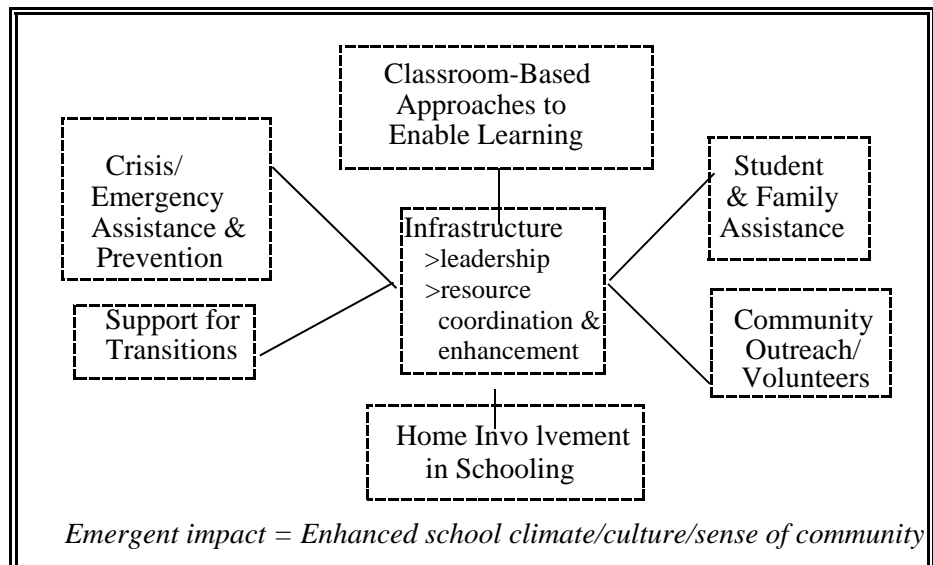 Classroom-Based
Approaches to
Enable Learning
Crisis/
Emergency
Assistance &
Prevention
Student
& Family
Assistance
Infrastructure
>leadership
>resource
coordination &
enhancement
Support for
Transitions
Community
Outreach/
Volunteers
Home Invo lvement
in Schooling
Emergent impact = Enhanced school climate/culture/sense of community